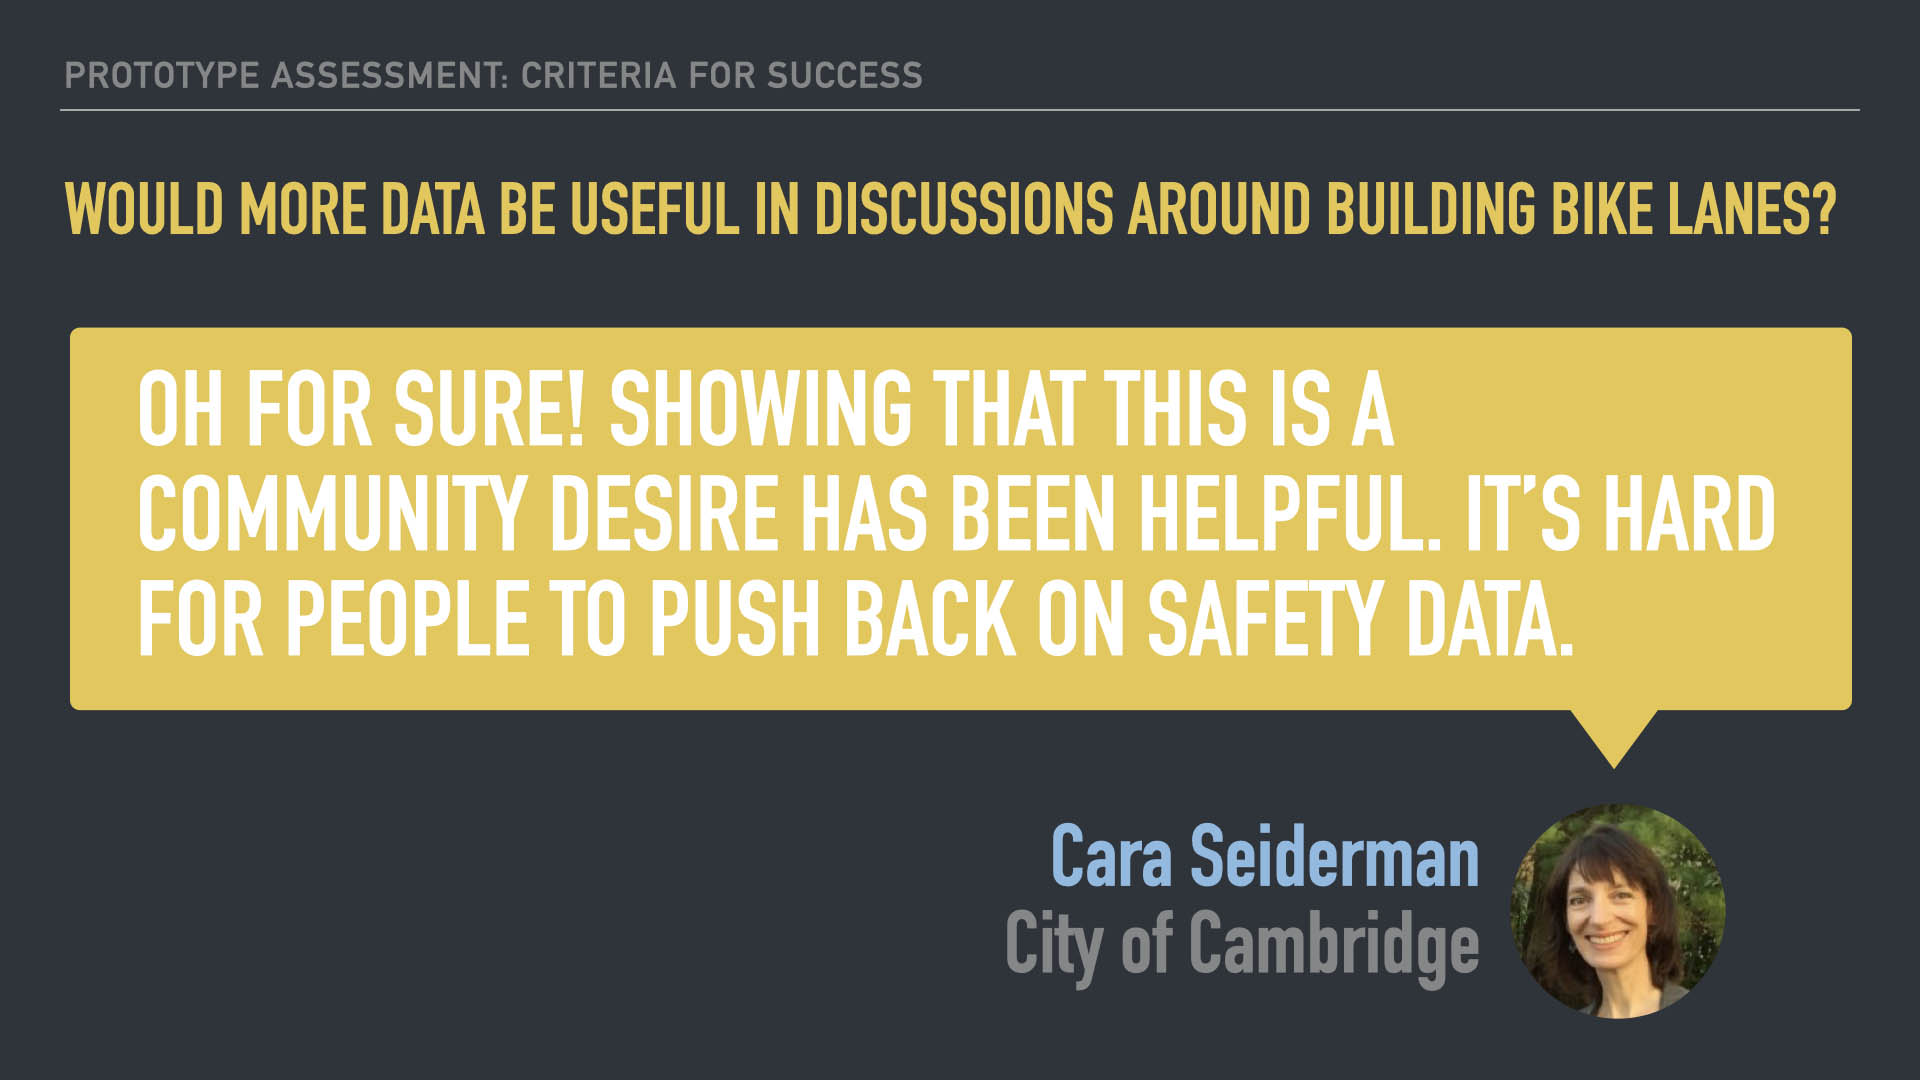 PROTOTYPE ASSESSMENT: CRITERIA FOR SUCCESS
WOULD MORE DATA BE USEFUL IN DISCUSSIONS AROUND BUILDING BIKE LANES?
OH FOR SURE! SHOWING THAT THIS IS A
COMMUNITY DESIRE HAS BEEN HELPFUL. IT’S HARD
FOR PEOPLE TO PUSH BACK ON SAFETY DATA.
Cara Seiderman
City of Cambridge